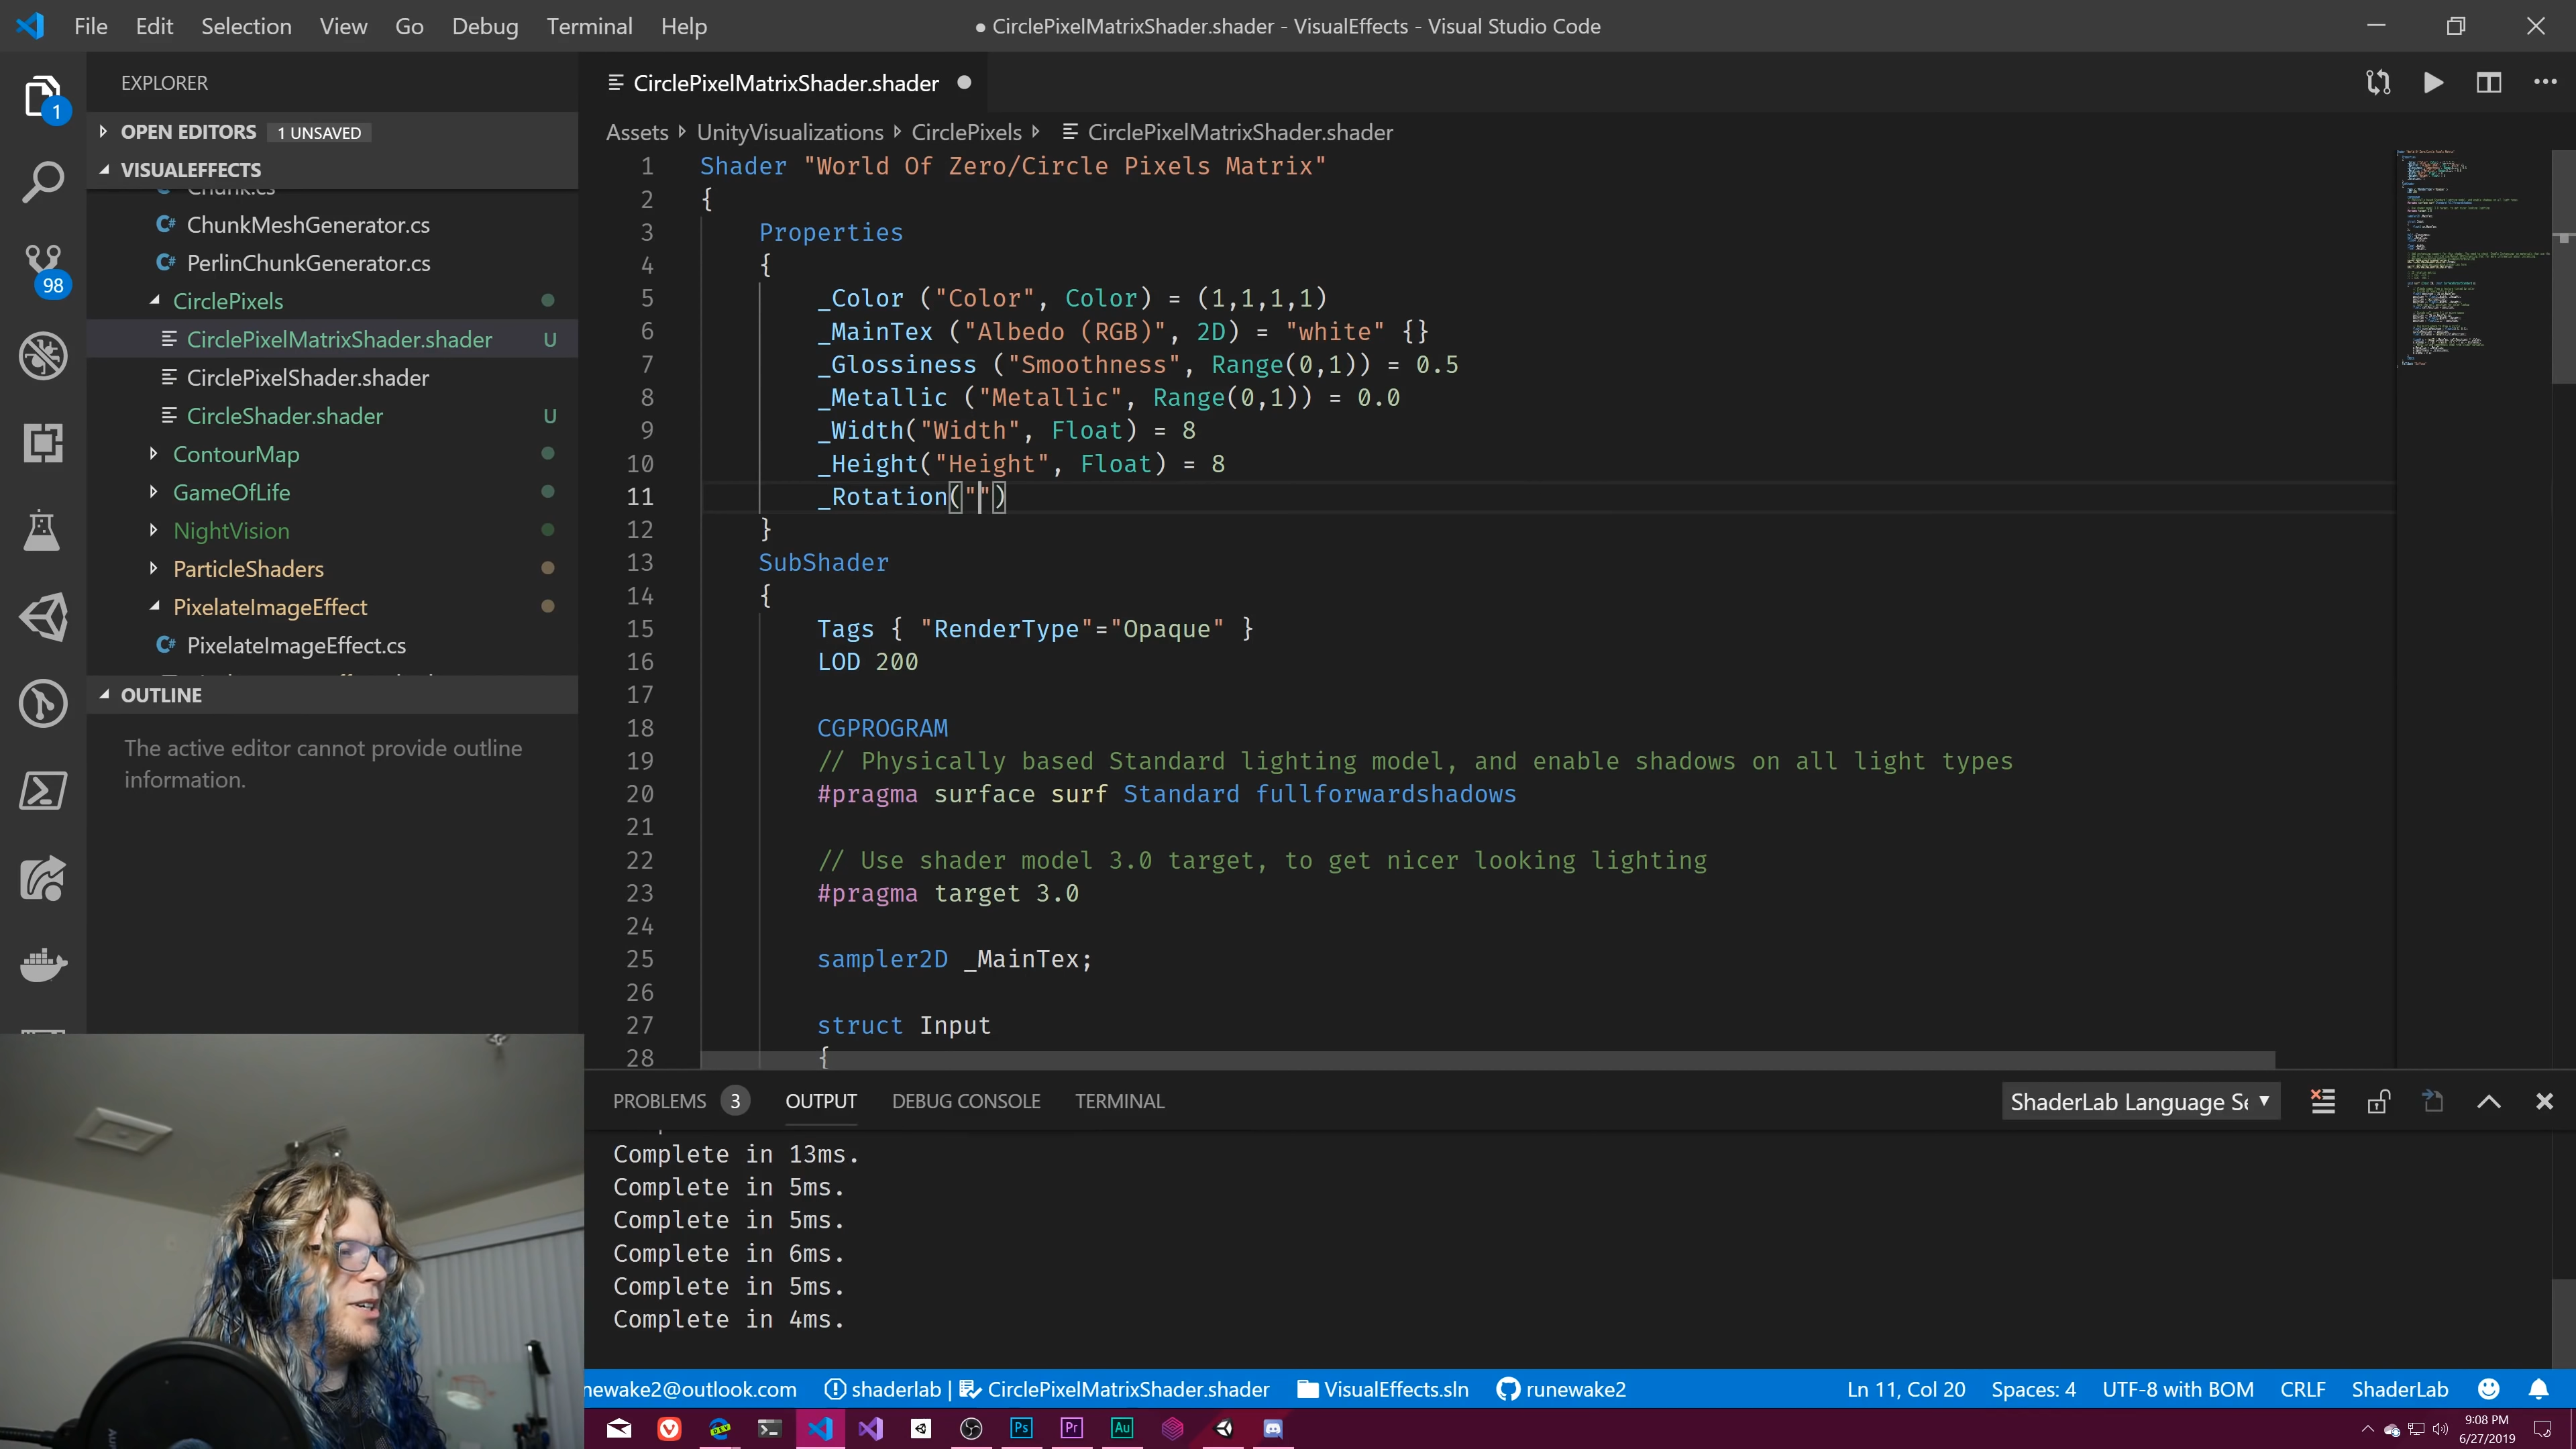 File Edit Selection View Go Debug Terminal Help
● CirclePixelMatrixShader.shader - VisualEffects - Visual Studio Code
EXPLORER
1
OPEN EDITORS 1 UNSAVED
VISUALEFFECTS
Chunk.cs
ChunkMeshGenerator.cs
PerlinChunkGenerator.cs
98
CirclePixels
CirclePixelMatrixShader.shader U
CirclePixelShader.shader
CircleShader.shader U
ContourMap
GameOfLife
NightVision
ParticleShaders
PixelateImageEffect
PixelateImageEffect.cs
OUTLINE
The active editor cannot provide outline
information.
CirclePixelMatrixShader.shader
Assets UnityVisualizations CirclePixels CirclePixelMatrixShader.shader
1 Shader "World Of Zero/Circle Pixels Matrix"
2 {
3 Properties
4 {
5 _Color ("Color", Color) = (1,1,1,1)
6 _MainTex ("Albedo (RGB)", 2D) = "white" {}
7 _Glossiness ("Smoothness", Range(0,1)) = 0.5
8 _Metallic ("Metallic", Range(0,1)) = 0.0
9 _Width("Width", Float) = 8
10 _Height("Height", Float) = 8
11 _Rotation("")
12 }
13 SubShader
14 {
15 Tags { "RenderType"="Opaque" }
16 LOD 200
17
18 CGPROGRAM
19 // Physically based Standard lighting model, and enable shadows on all light types
20 #pragma surface surf Standard fullforwardshadows
21
22 // Use shader model 3.0 target, to get nicer looking lighting
23 #pragma target 3.0
24
25 sampler2D _MainTex;
26
27 struct Input
28 {
PROBLEMS 3 OUTPUT DEBUG CONSOLE TERMINAL
ShaderLab Language Se
Complete in 13ms.
Complete in 5ms.
Complete in 5ms.
Complete in 6ms.
Complete in 5ms.
Complete in 4ms.
newake2@outlook.com shaderlab | CirclePixelMatrixShader.shader VisualEffects.sln runewake2
Ln 11, Col 20 Spaces: 4 UTF-8 with BOM CRLF ShaderLab
DEV Ps Pr Au
9:08 PM
6/27/2019